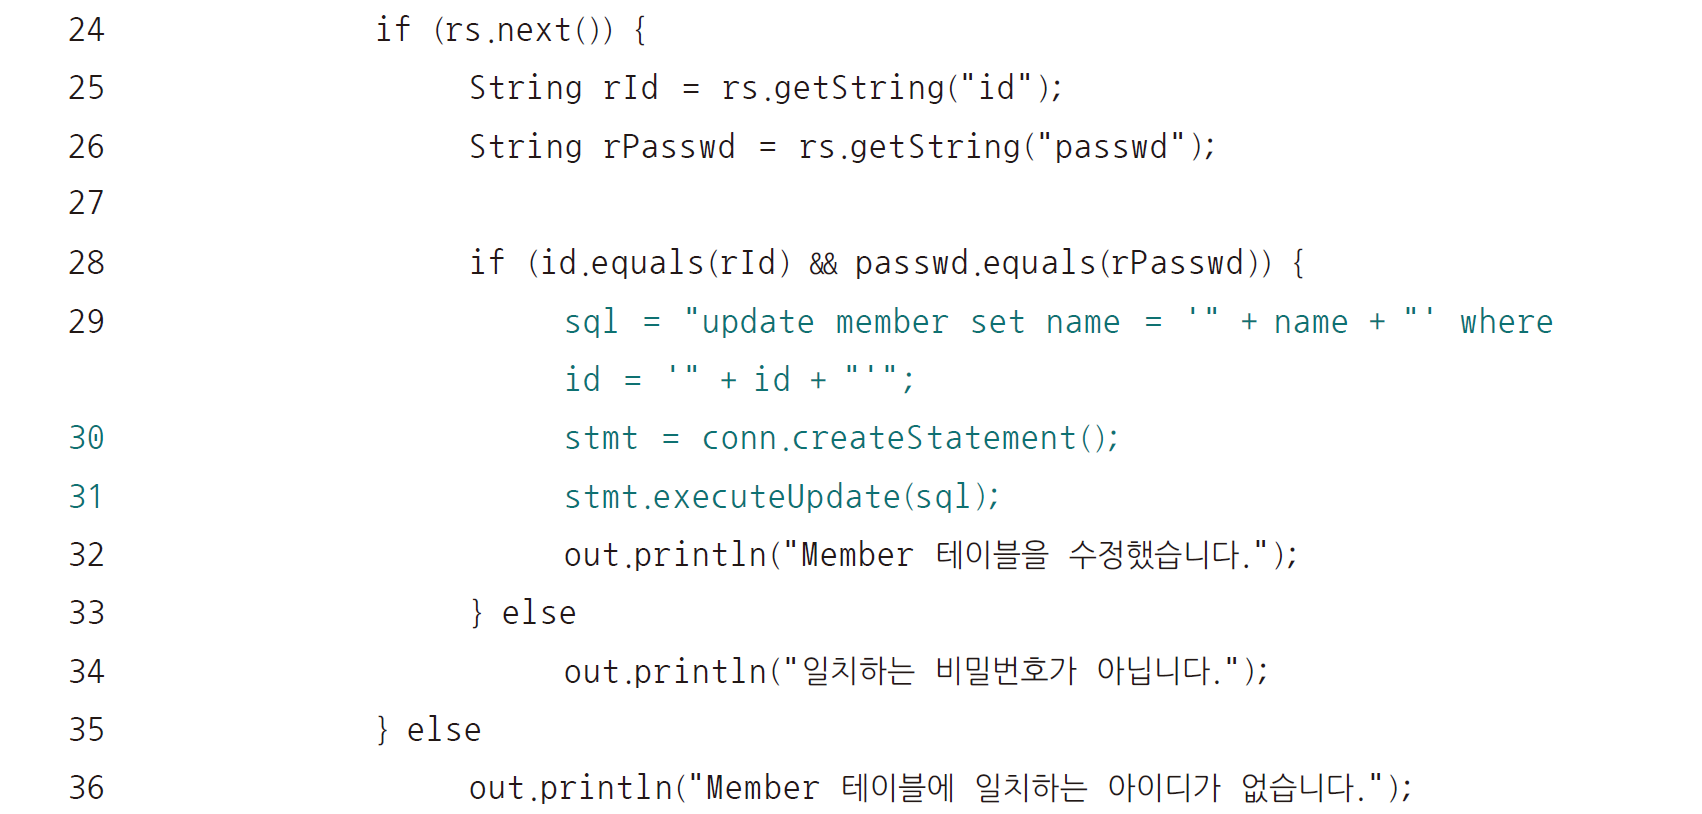 24 if (rs.next()) {
25 String rId = rs.getString("id");
26 String rPasswd = rs.getString("passwd");
27
28 if (id.equals(rId) && passwd.equals(rPasswd)) {
29 sql = "update member set name = '" + name + "' where
id = '" + id + "'";
30 stmt = conn.createStatement();
31 stmt.executeUpdate(sql);
32 out.println("Member 테이블을 수정했습니다.");
33 } else
34 out.println("일치하는 비밀번호가 아닙니다.");
35 } else
36 out.println("Member 테이블에 일치하는 아이디가 없습니다.");